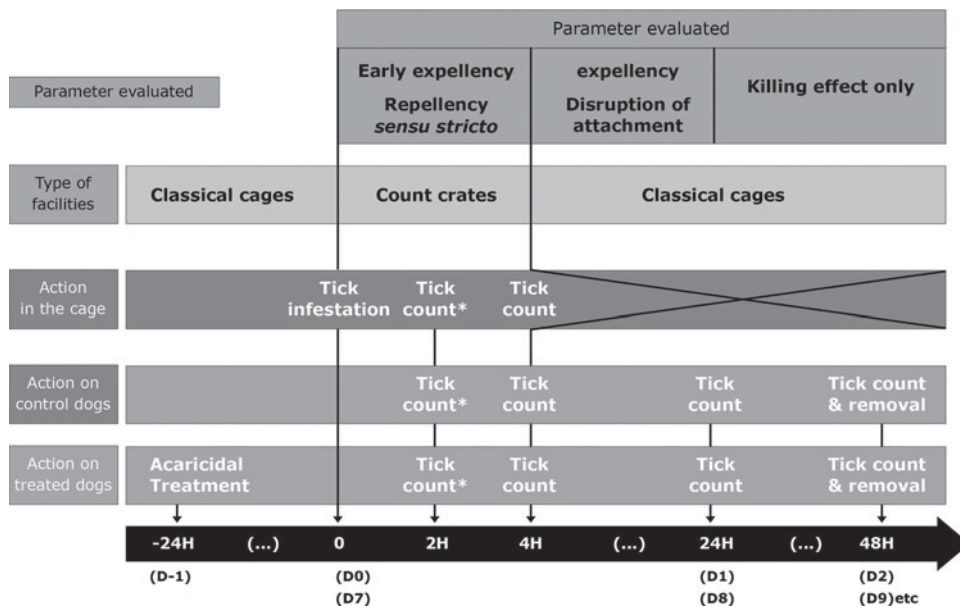 Parameter evaluated
Early expellency
Repellency
sensu stricto
expellency
Disruption of
attachment
Killing effect only
Parameter evaluated
Type of
facilities
Classical cages
Count crates
Classical cages
Action
in the cage
Tick
infestation
Tick
count*
Tick
count
Action on
control dogs
Tick
count*
Tick
count
Tick
count
Tick count
& removal
Action on
treated dogs
Acaricidal
Treatment
Tick
count*
Tick
count
Tick
count
Tick count
& removal
-24H (...) 0 2H 4H (...) 24H (...) 48H
(D-1) (D0) (D1) (D2)
(D7) (D8) (D9)etc